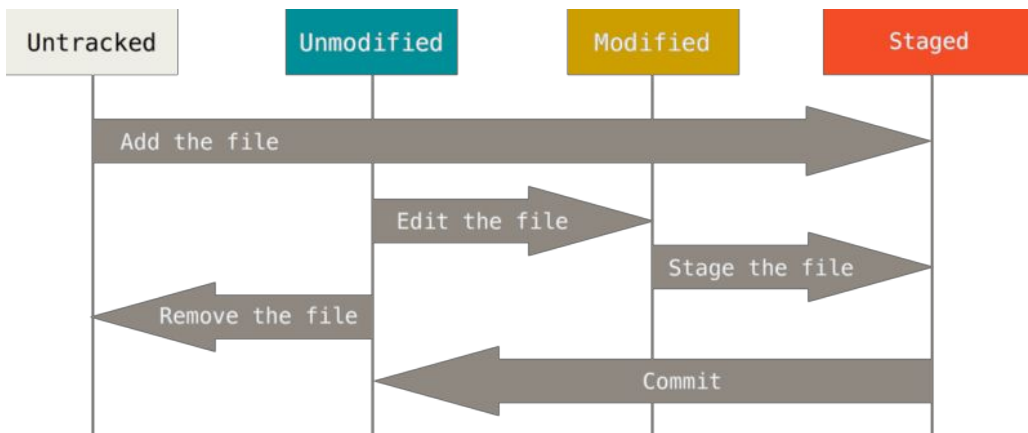 Untracked
Unmodified
Modified
Staged
Add the file
Edit the file
Stage the file
Remove the file
Commit